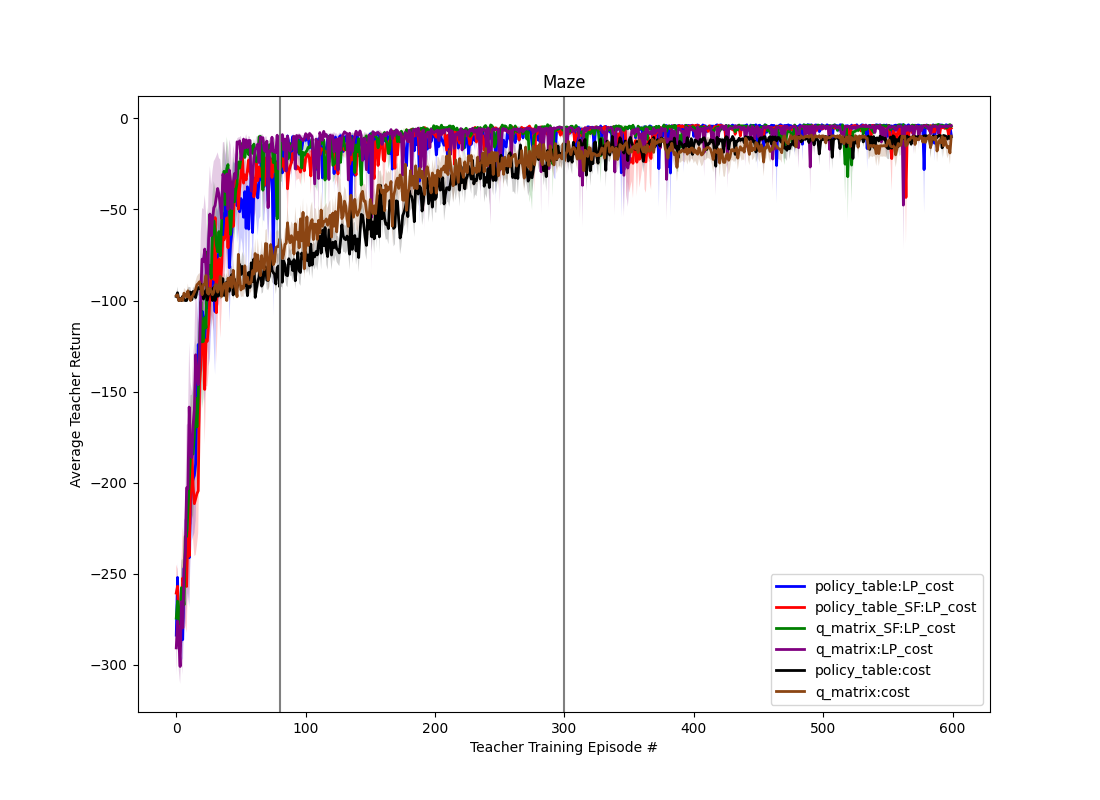 Maze
0
−50
−100
−150
−200
−250
−300
Average Teacher Return
0 100 200 300 400 500 600
Teacher Training Episode #
policy_table:LP_cost
policy_table_SF:LP_cost
q_matrix_SF:LP_cost
q_matrix:LP_cost
policy_table:cost
q_matrix:cost